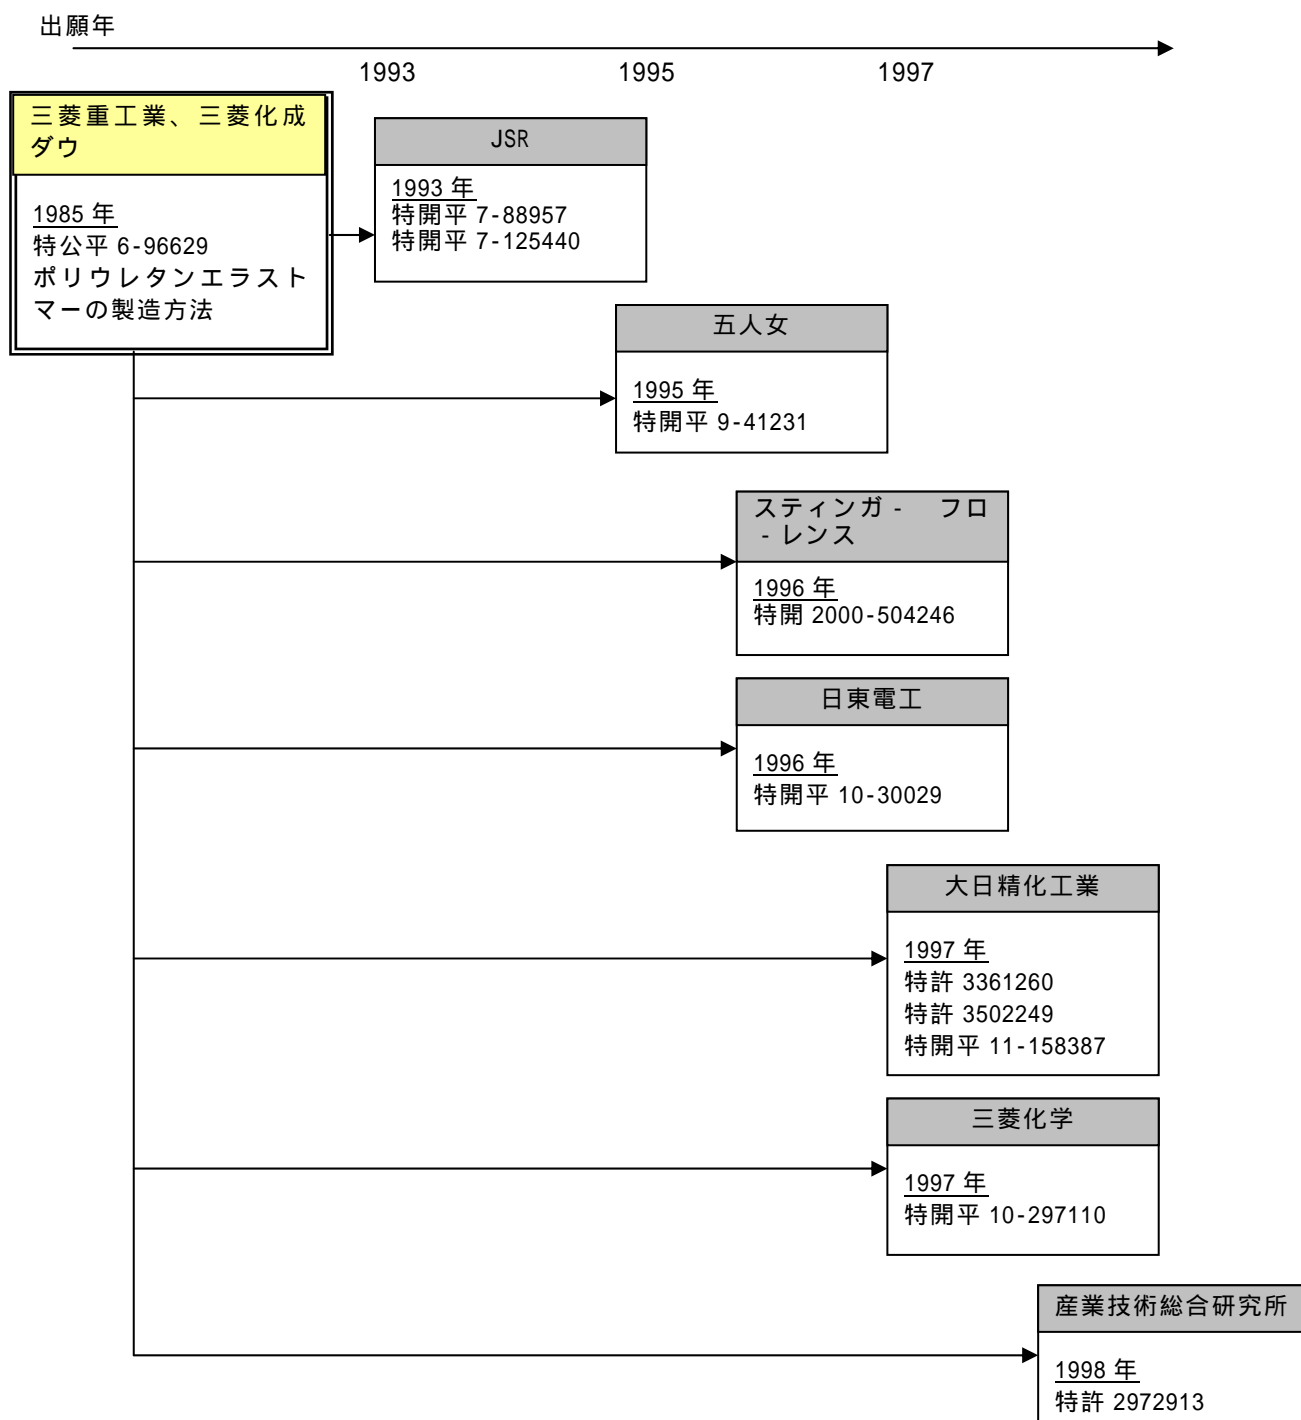 出願年
1993 1995 1997
三菱重工業、三菱化成
ダウ
1985 年
特公平 6-96629
ポリウレタンエラスト
マーの製造方法
JSR
1993 年
特開平 7-88957
特開平 7-125440
五人女
1995 年
特開平 9-41231
スティンガ - フロ
- レンス
1996 年
特開 2000-504246
日東電工
1996 年
特開平 10-30029
大日精化工業
1997 年
特許 3361260
特許 3502249
特開平 11-158387
三菱化学
1997 年
特開平 10-297110
産業技術総合研究所
1998 年
特許 2972913